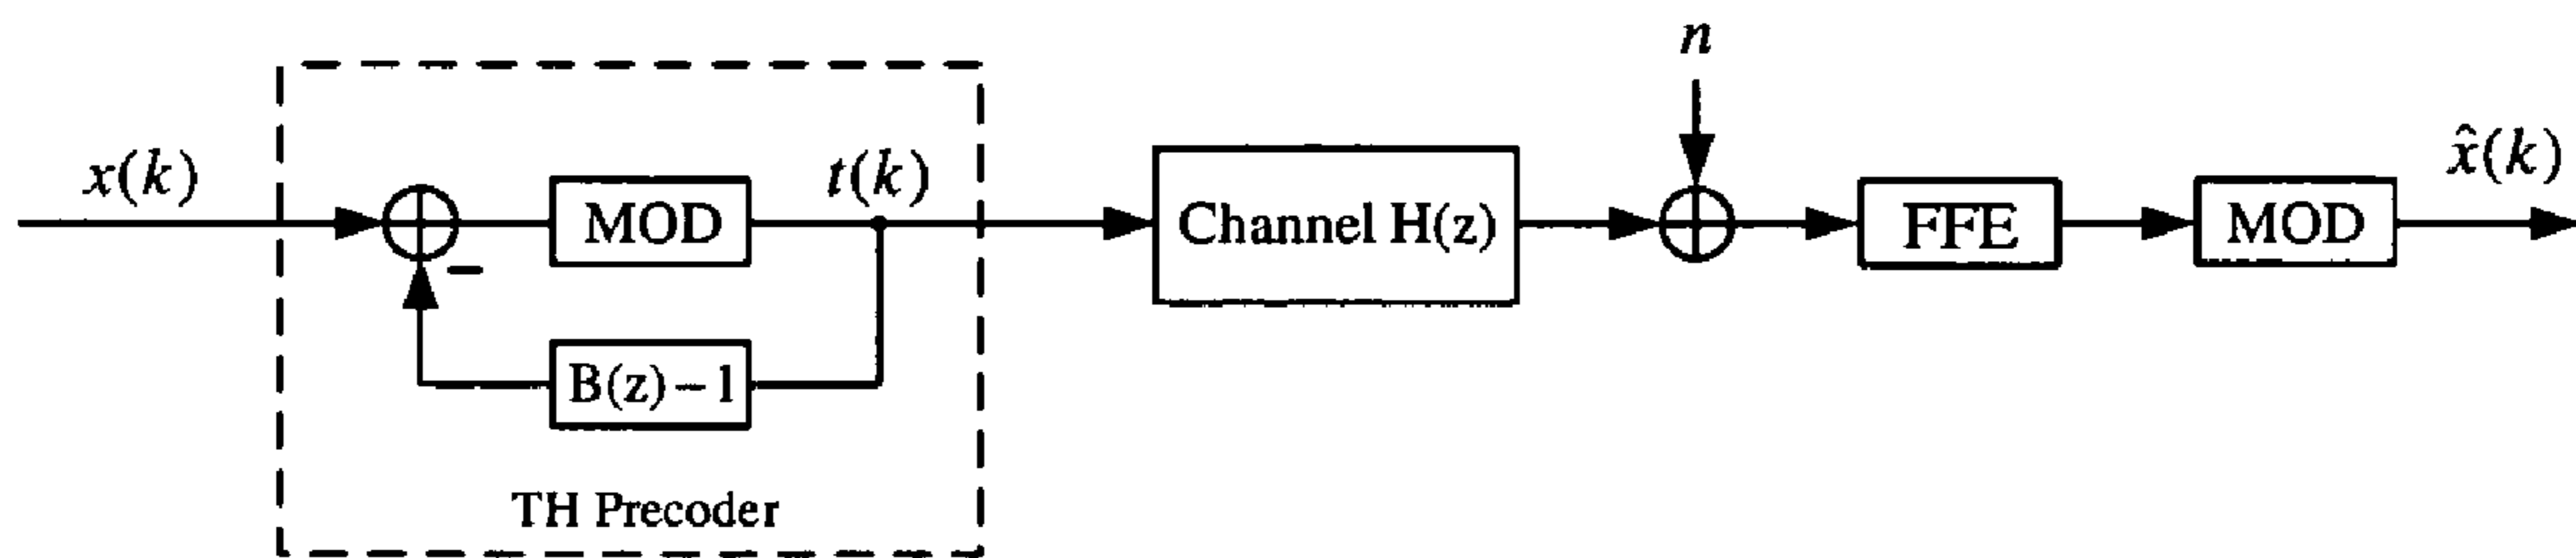 n
x(k)
t(k)
x̂(k)
MOD
Channel H(z)
FFE
MOD
B(z)-1
TH Precoder